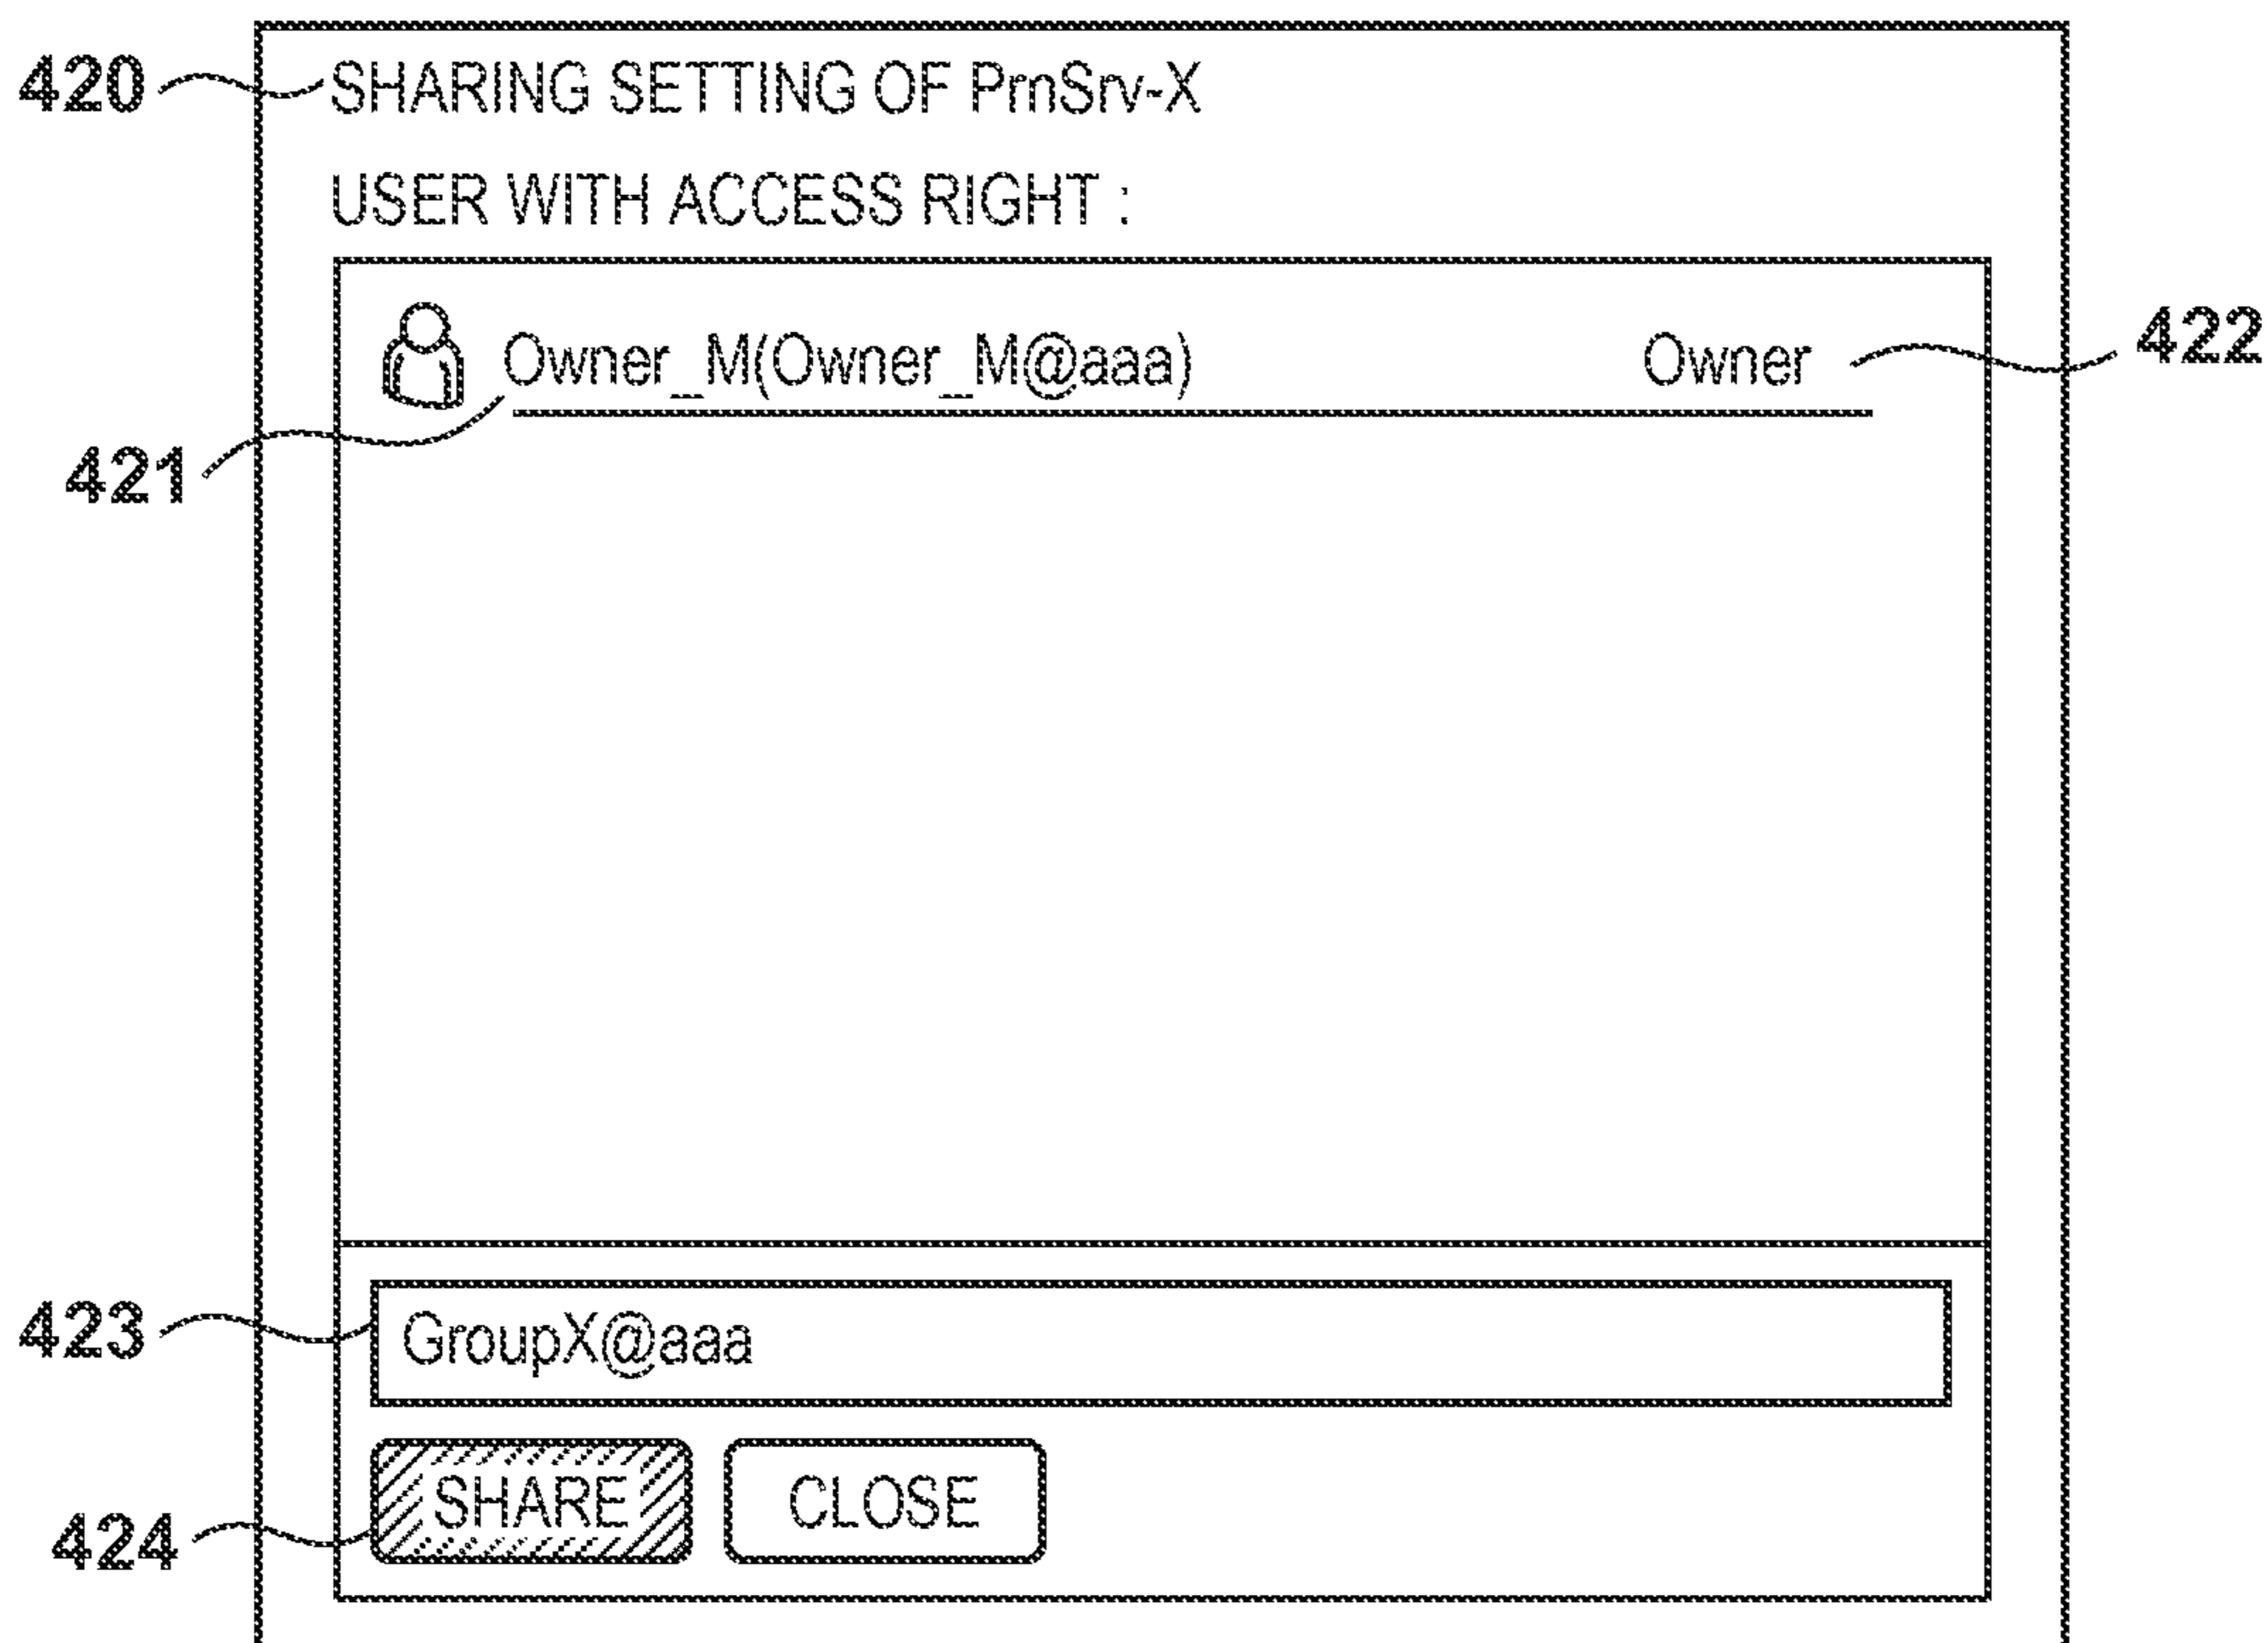 420 SHARING SETTING OF PrnSrv-X
USER WITH ACCESS RIGHT :
Owner_M(Owner_M@aaa) Owner 422
421
423 GroupX@aaa
SHARE CLOSE
424